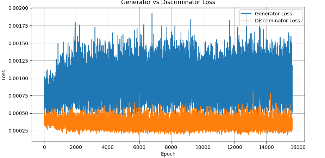 Generator vs Discriminator Loss
0.00200
0.00175
0.00150
0.00125
0.00100
0.00075
0.00050
0.00025
Loss
Generator Loss
Discriminator Loss
0 2000 4000 6000 8000 10000 12000 14000 16000
Epoch